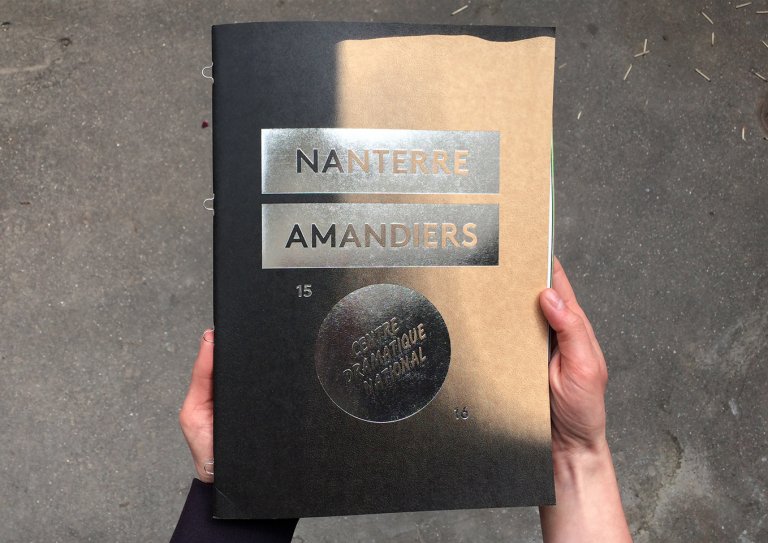 NANTERRE
AMANDIERS
15
CENTRE
DRAMATIQUE
NATIONAL
16